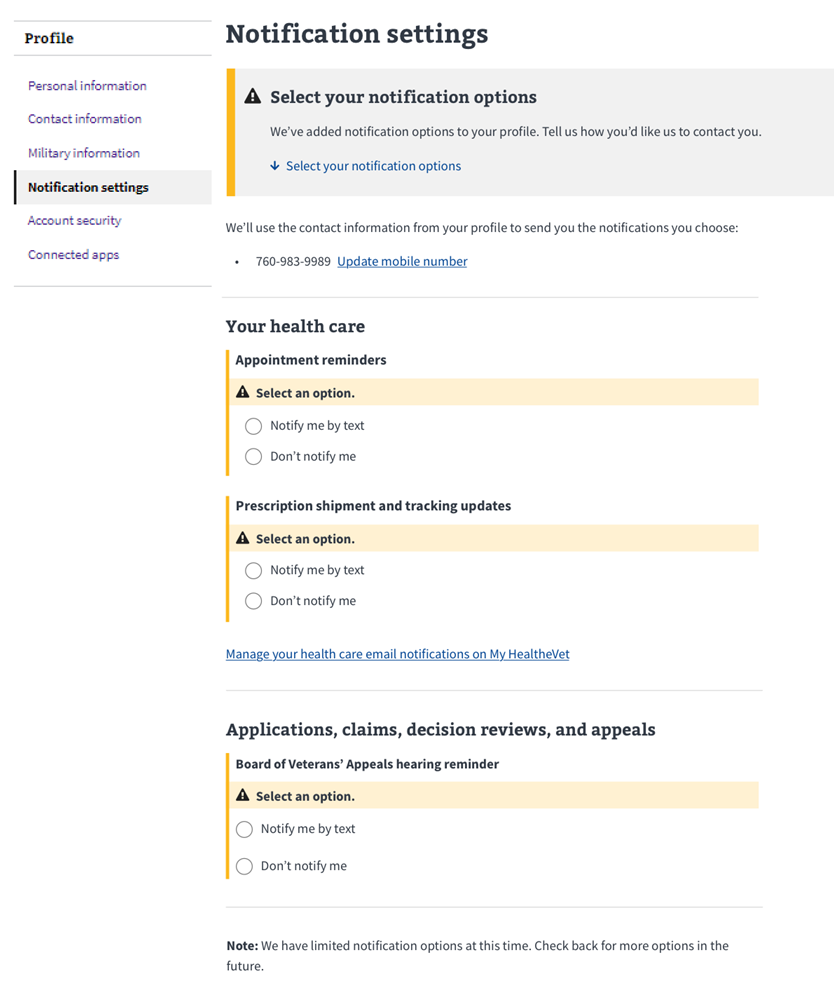 Profile
Personal information
Contact information
Military information
Notification settings
Account security
Connected apps
Notification settings
Select your notification options
We’ve added notification options to your profile. Tell us how you’d like us to contact you.
Select your notification options
We’ll use the contact information from your profile to send you the notifications you choose:
• 760-983-9989 Update mobile number
Your health care
Appointment reminders
Select an option.
Notify me by text
Don’t notify me
Prescription shipment and tracking updates
Select an option.
Notify me by text
Don’t notify me
Manage your health care email notifications on My HealtheVet
Applications, claims, decision reviews, and appeals
Board of Veterans’ Appeals hearing reminder
Select an option.
Notify me by text
Don’t notify me
Note: We have limited notification options at this time. Check back for more options in the
future.